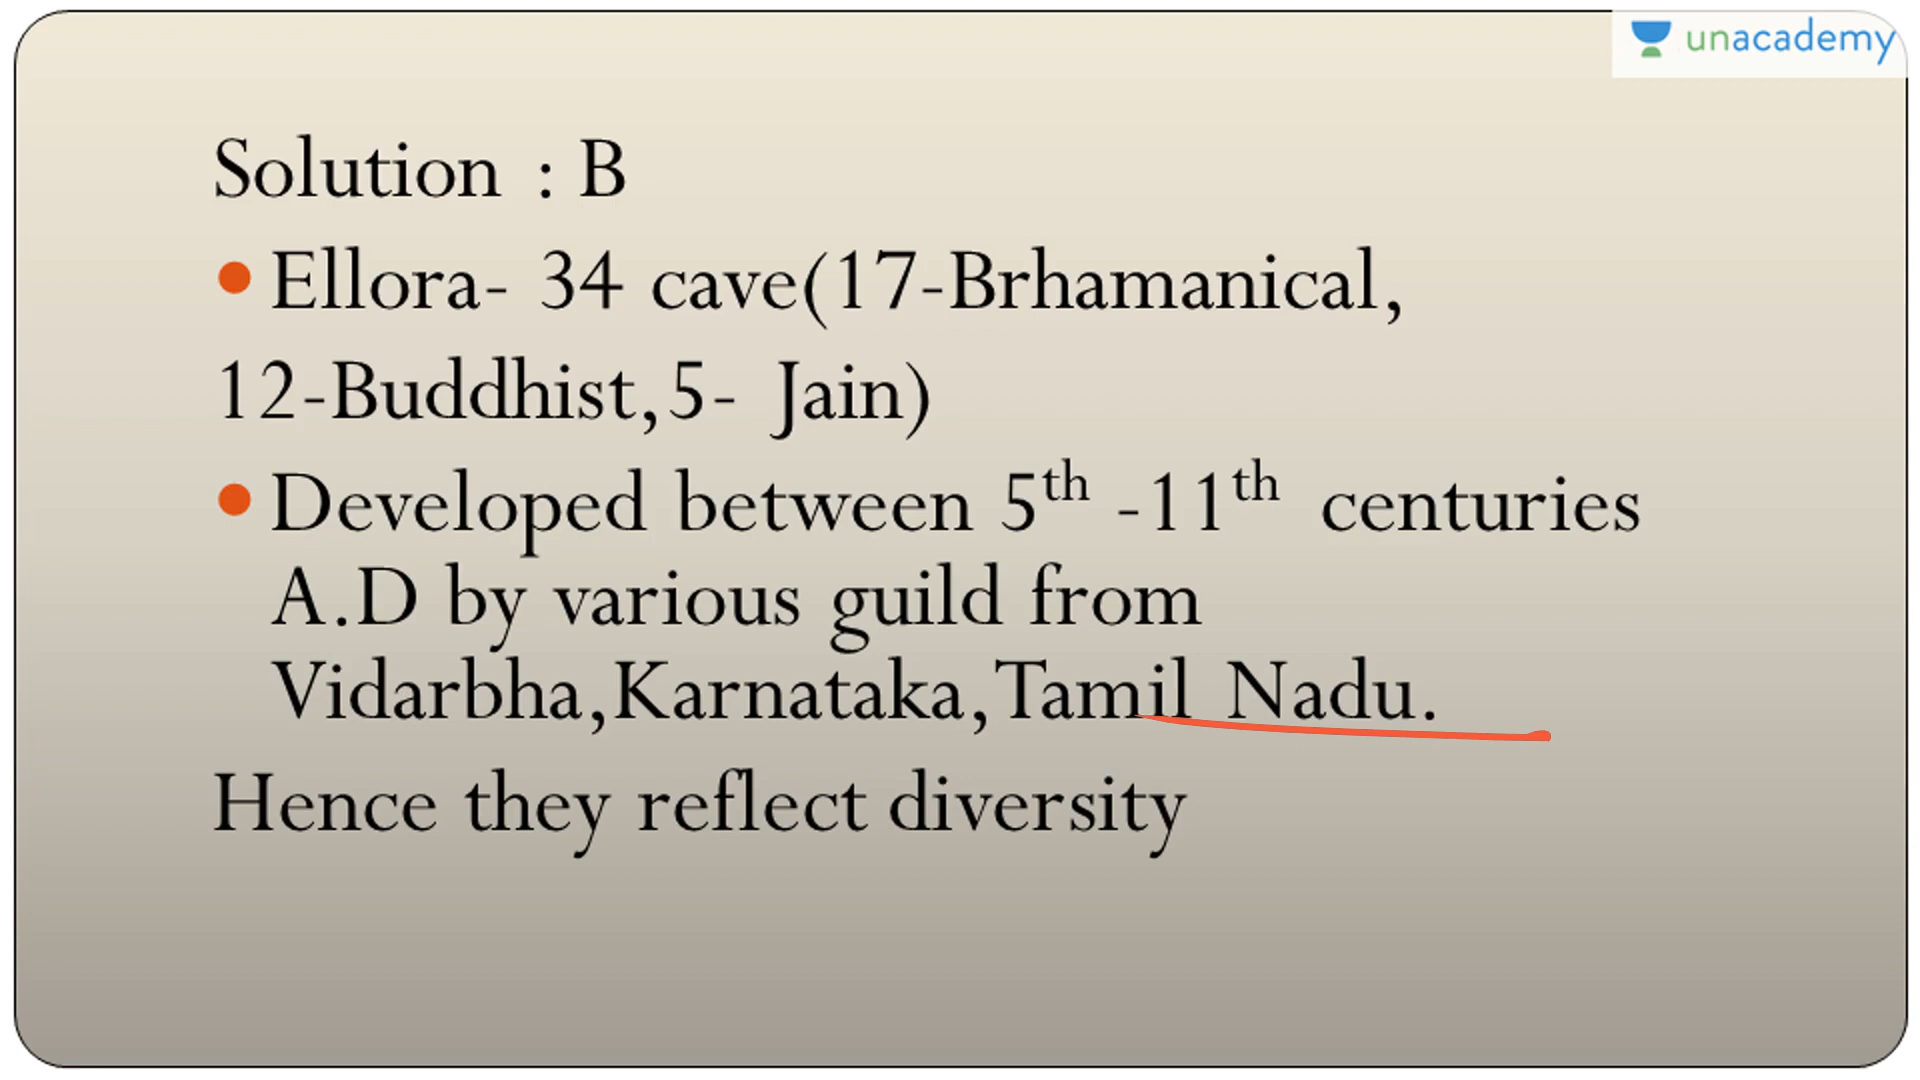 unacademy
Solution : B
• Ellora- 34 cave(17-Brhamanical,
12-Buddhist,5- Jain)
• Developed between 5th -11th centuries
A.D by various guild from
Vidarbha,Karnataka,Tamil Nadu.
Hence they reflect diversity